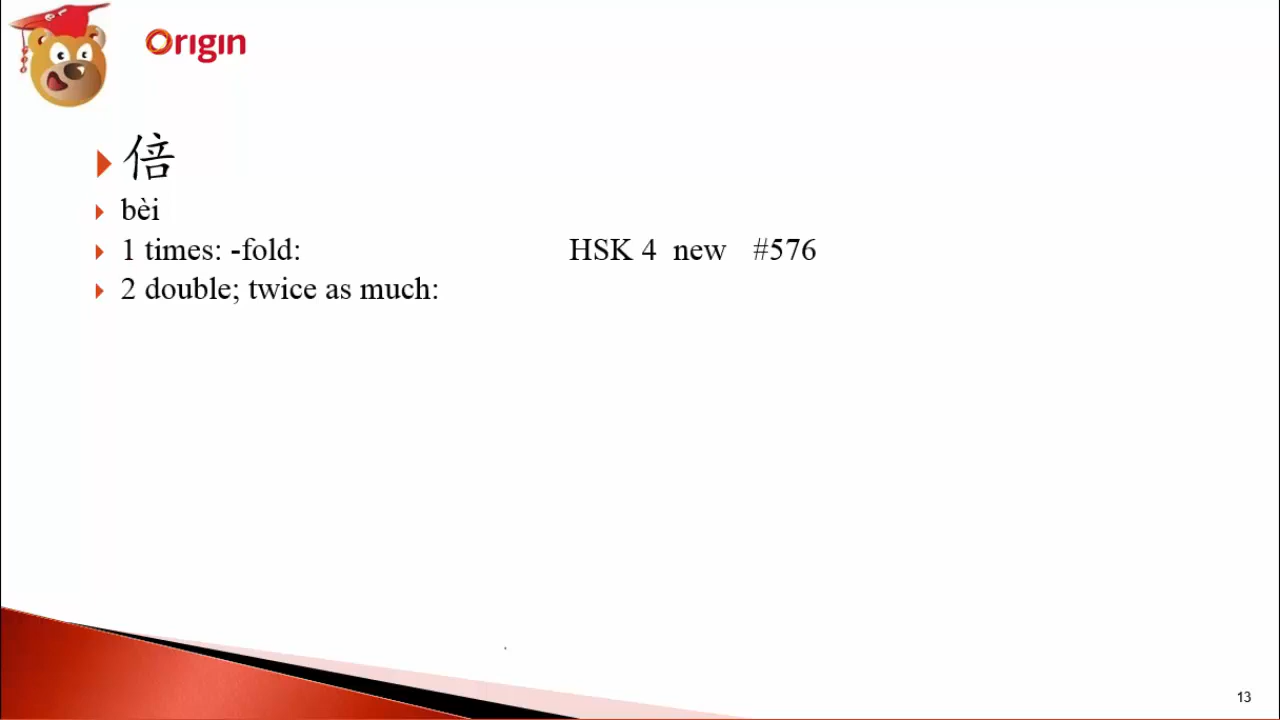 Origin
倍
bèi
1 times: -fold: HSK 4 new #576
2 double; twice as much:
13